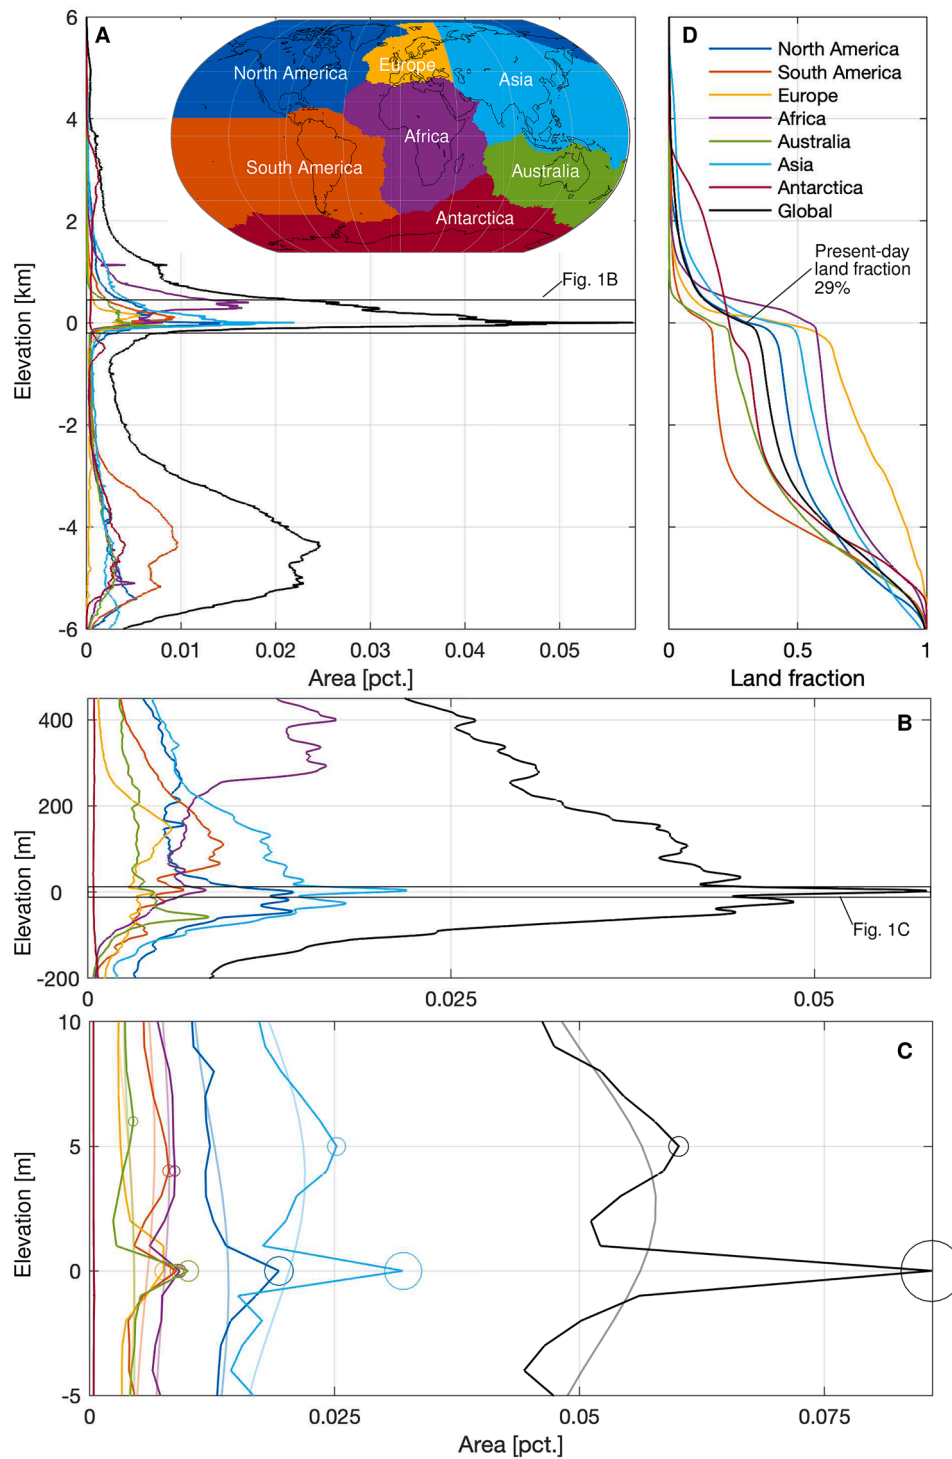 A
6
4
2
0
-2
-4
-6
Elevation [km]
North America
Europe
Asia
Africa
South America
Australia
Antarctica
Fig. 1B
0
0.01
0.02
0.03
0.04
0.05
Area [pct.]
D
North America
South America
Europe
Africa
Australia
Asia
Antarctica
Global
Present-day
land fraction
29%
0
0.5
1
Land fraction
B
400
200
0
-200
Elevation [m]
Fig. 1C
0
0.025
0.05
C
10
5
0
-5
Elevation [m]
0
0.025
0.05
0.075
Area [pct.]